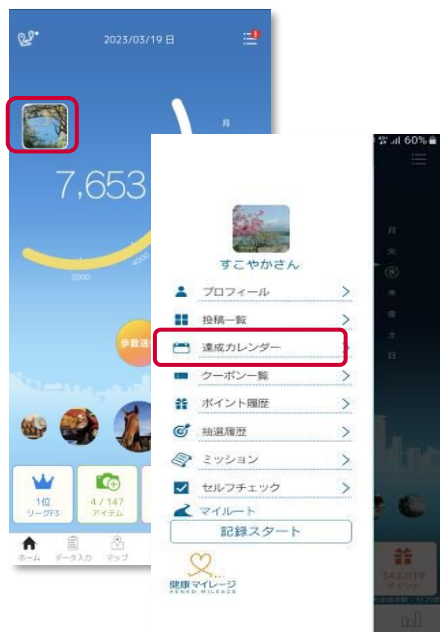 2023/03/19 日
月
7,653
2000
4000
歩数送
1位
リーグF3
4 / 147
アイテム
ホーム
データ入力
マップ
すこやかさん
プロフィール
投稿一覧
達成カレンダー
クーポン一覧
ポイント履歴
抽選履歴
ミッション
セルフチェック
マイルート
記録スタート
健康マイレージ
KENKO MILEAGE
60%
月
火
水
木
金
土
日
342,019
ポイント